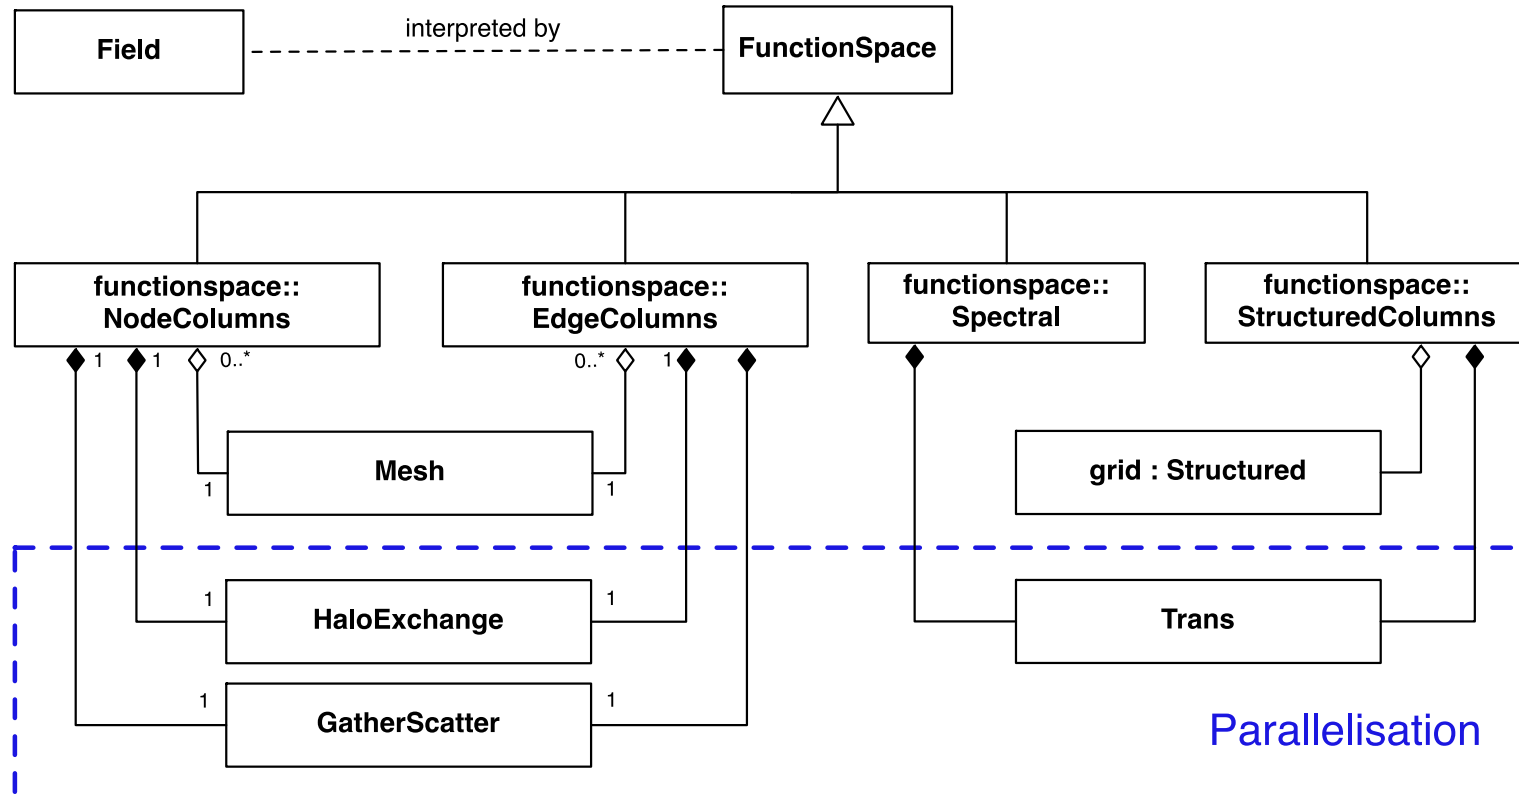 interpreted by
Field
FunctionSpace
functionspace::
NodeColumns
functionspace::
EdgeColumns
functionspace::
Spectral
functionspace::
StructuredColumns
1
1
0..*
0..*
1
Mesh
1
1
grid : Structured
1
HaloExchange
1
Trans
1
GatherScatter
1
Parallelisation